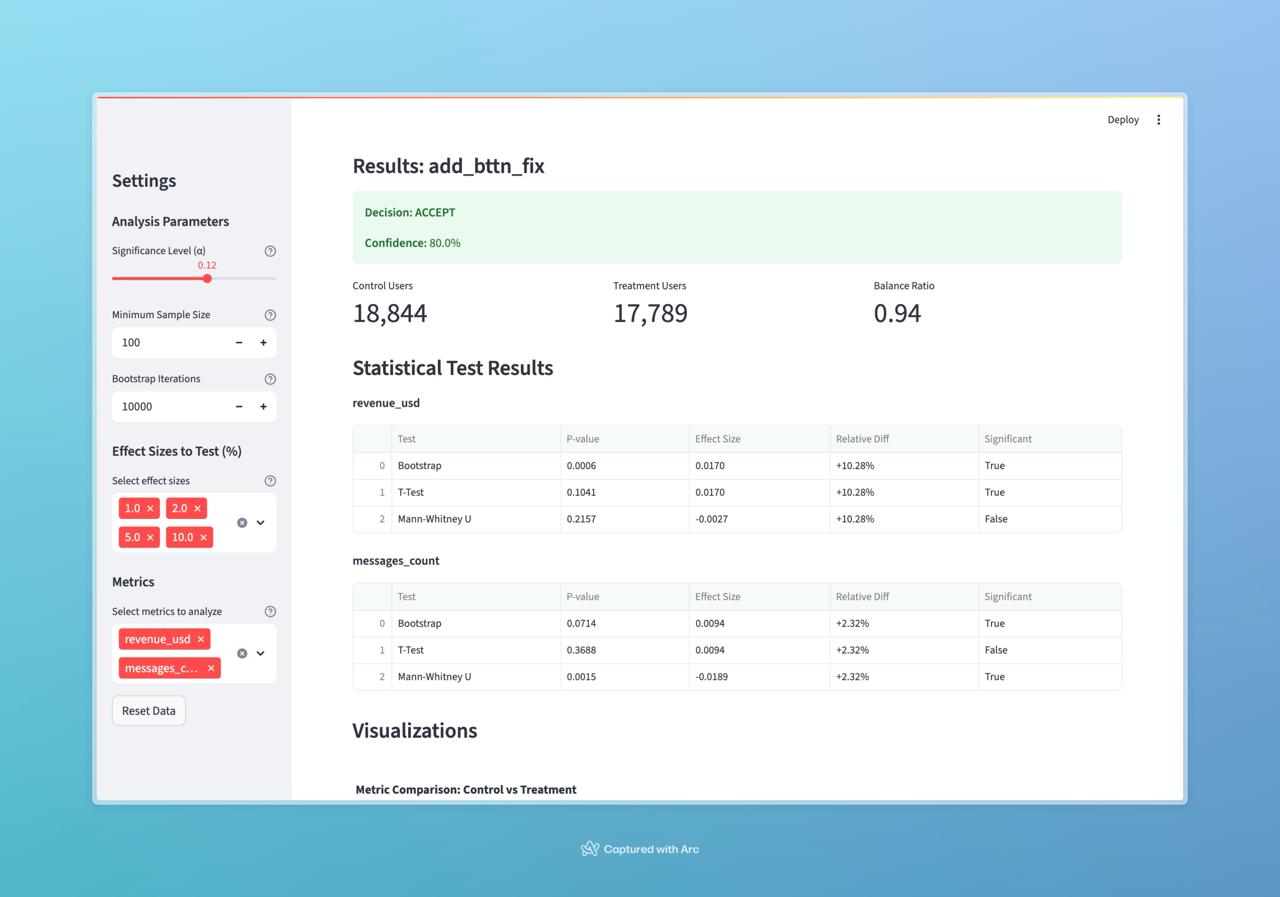 Deploy
Settings
Analysis Parameters
Significance Level (α)
0.12
Minimum Sample Size
100
Bootstrap Iterations
10000
Effect Sizes to Test (%)
Select effect sizes
1.0 2.0
5.0 10.0
Metrics
Select metrics to analyze
revenue_usd
messages_c...
Reset Data
Results: add_bttn_fix
Decision: ACCEPT
Confidence: 80.0%
Control Users Treatment Users Balance Ratio
18,844 17,789 0.94
Statistical Test Results
revenue_usd
Test P-value Effect Size Relative Diff Significant
0 Bootstrap 0.0006 0.0170 +10.28% True
1 T-Test 0.1041 0.0170 +10.28% True
2 Mann-Whitney U 0.2157 -0.0027 +10.28% False
messages_count
Test P-value Effect Size Relative Diff Significant
0 Bootstrap 0.0714 0.0094 +2.32% True
1 T-Test 0.3688 0.0094 +2.32% False
2 Mann-Whitney U 0.0015 -0.0189 +2.32% True
Visualizations
Metric Comparison: Control vs Treatment
Captured with Arc